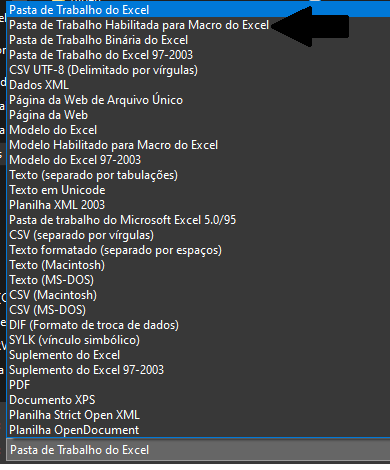 Pasta de Trabalho do Excel
Pasta de Trabalho Habilitada para Macro do Excel
Pasta de Trabalho Binária do Excel
Pasta de Trabalho do Excel 97-2003
CSV UTF-8 (Delimitado por vírgulas)
Dados XML
Página da Web de Arquivo Único
Página da Web
Modelo do Excel
Modelo Habilitado para Macro do Excel
Modelo do Excel 97-2003
Texto (separado por tabulações)
Texto em Unicode
Planilha XML 2003
Pasta de trabalho do Microsoft Excel 5.0/95
CSV (separado por vírgulas)
Texto formatado (separado por espaços)
Texto (Macintosh)
Texto (MS-DOS)
CSV (Macintosh)
CSV (MS-DOS)
DIF (Formato de troca de dados)
SYLK (vínculo simbólico)
Suplemento do Excel
Suplemento do Excel 97-2003
PDF
Documento XPS
Planilha Strict Open XML
Planilha OpenDocument
Pasta de Trabalho do Excel